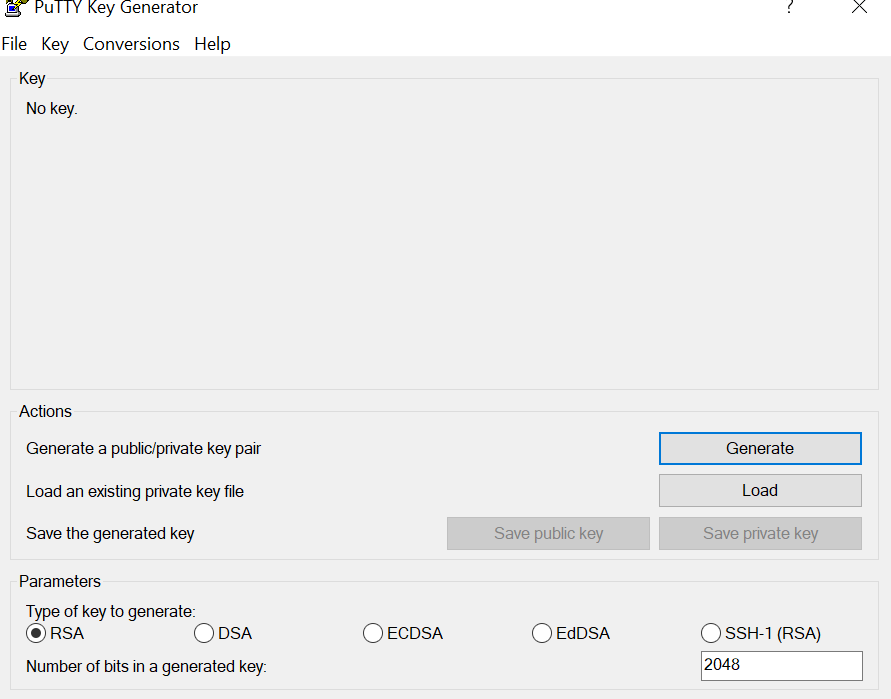 PuTTY Key Generator ?
File Key Conversions Help
Key
No key.
Actions
Generate a public/private key pair Generate
Load an existing private key file Load
Save the generated key Save public key Save private key
Parameters
Type of key to generate:
RSA DSA ECDSA EdDSA SSH-1 (RSA)
Number of bits in a generated key: 2048